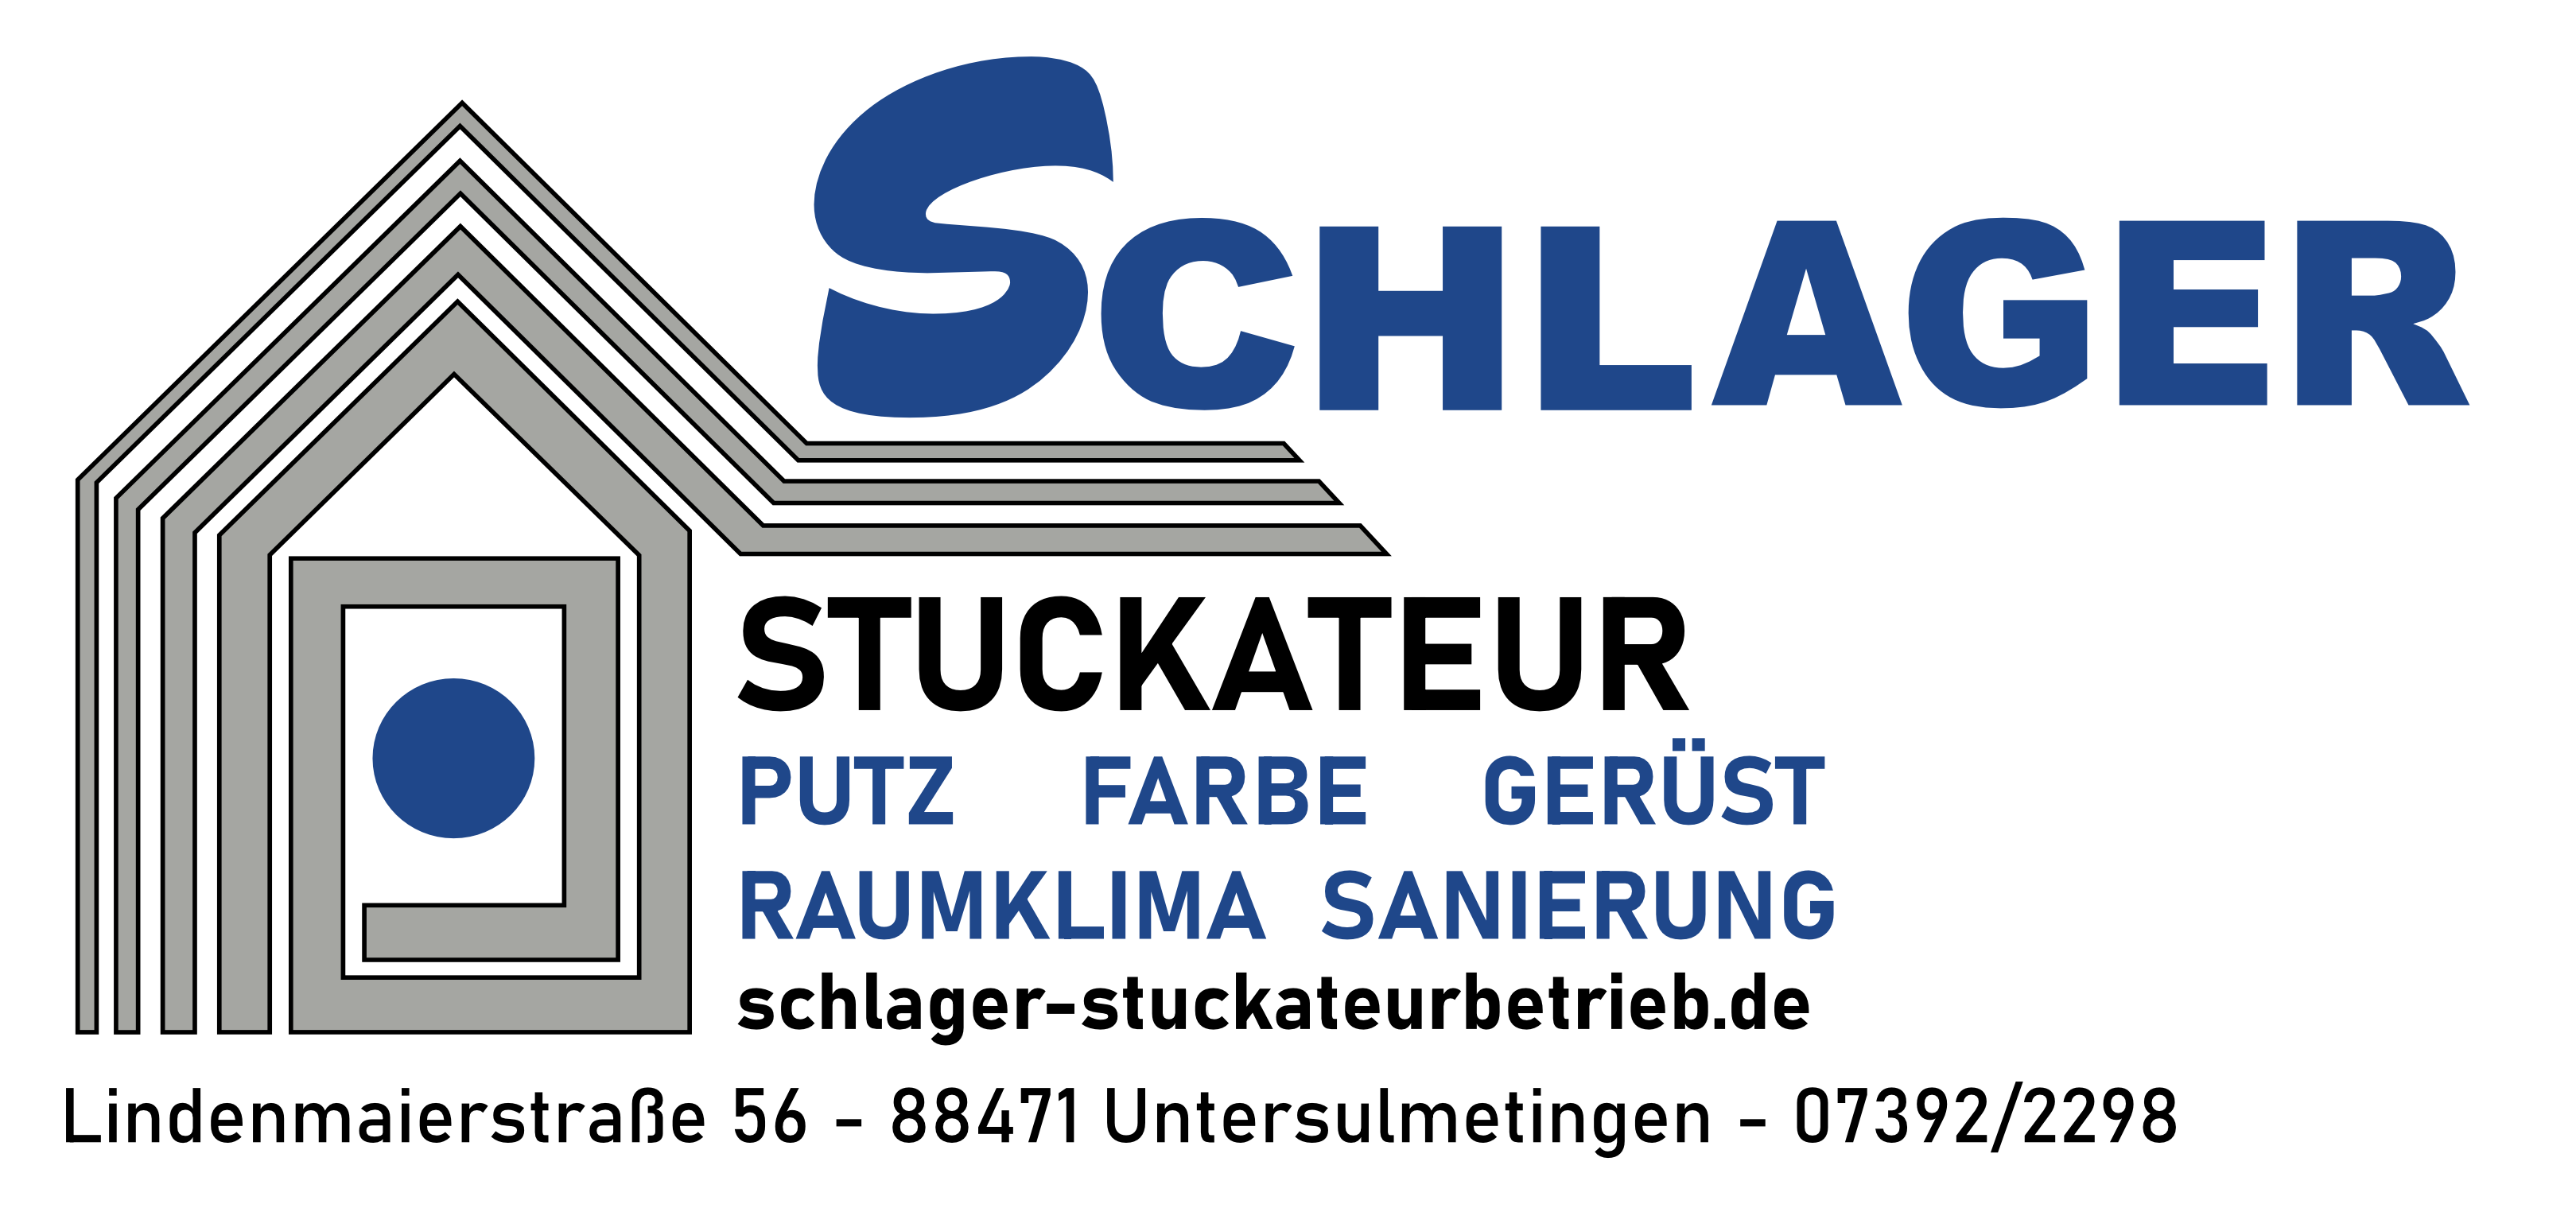 SCHLAGER
STUCKATEUR
PUTZ FARBE GERÜST
RAUMKLIMA SANIERUNG
schlager-stuckateurbetrieb.de
Lindenmaierstraße 56 - 88471 Untersulmetingen - 07392/2298